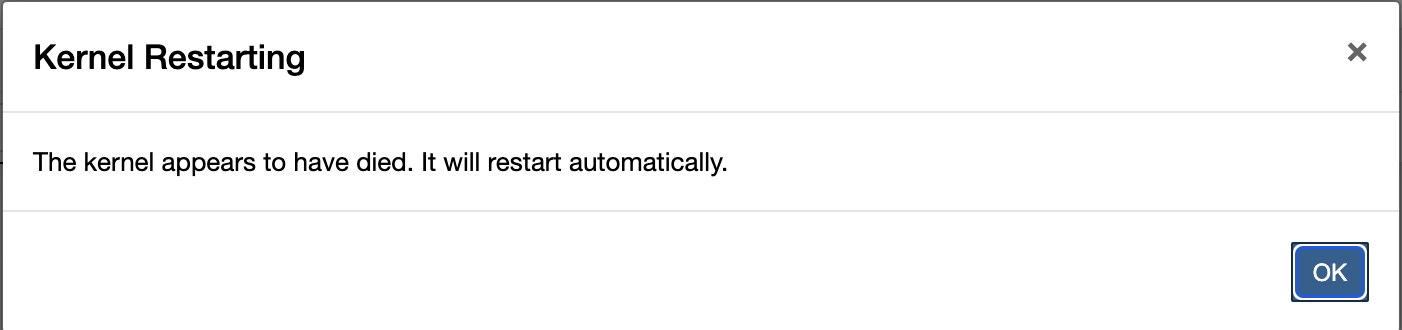 Kernel Restarting
×
The kernel appears to have died. It will restart automatically.
OK